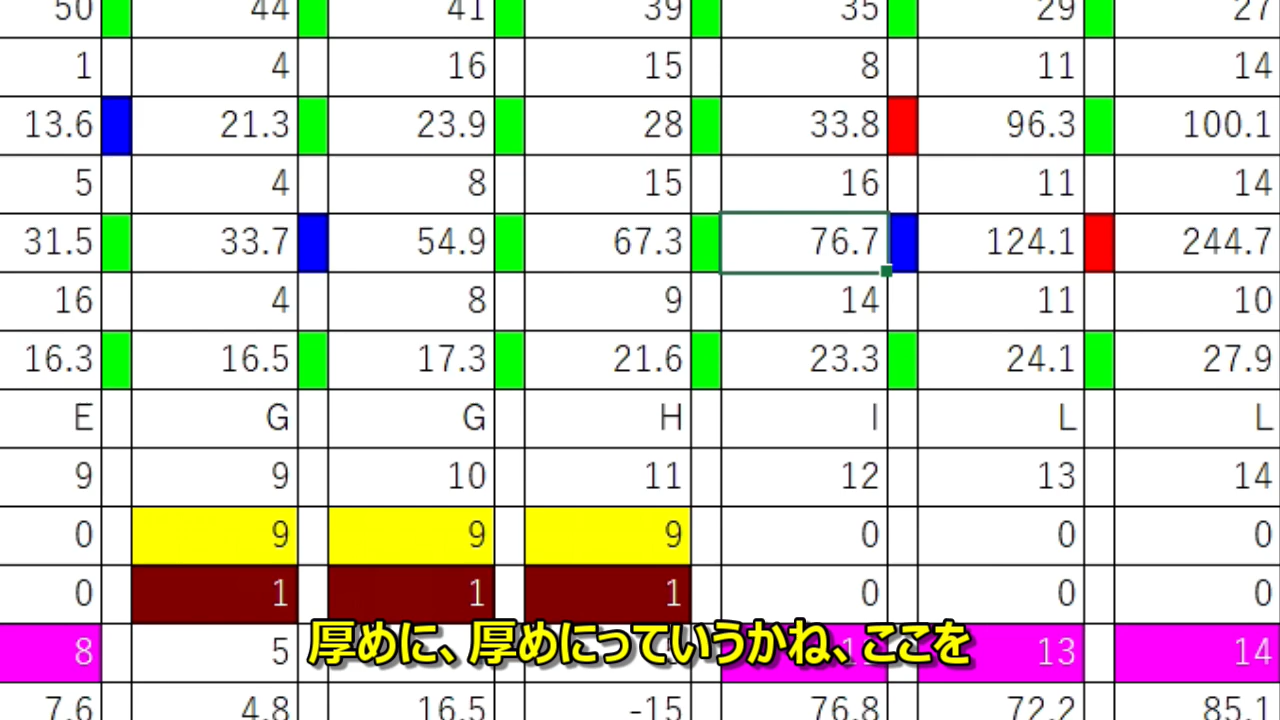 50 44 41 39 35 29 27
1 4 16 15 8 11 14
13.6 21.3 23.9 28 33.8 96.3 100.1
5 4 8 15 16 11 14
31.5 33.7 54.9 67.3 76.7 124.1 244.7
16 4 8 9 14 11 10
16.3 16.5 17.3 21.6 23.3 24.1 27.9
E G G H I L L
9 9 10 11 12 13 14
0 9 9 9 0 0 0
0 1 1 1 0 0 0
8 5 13 14
厚めに、厚めにっていうかね、ここを
7.6 4.8 16.5 -15 76.8 72.2 85.1